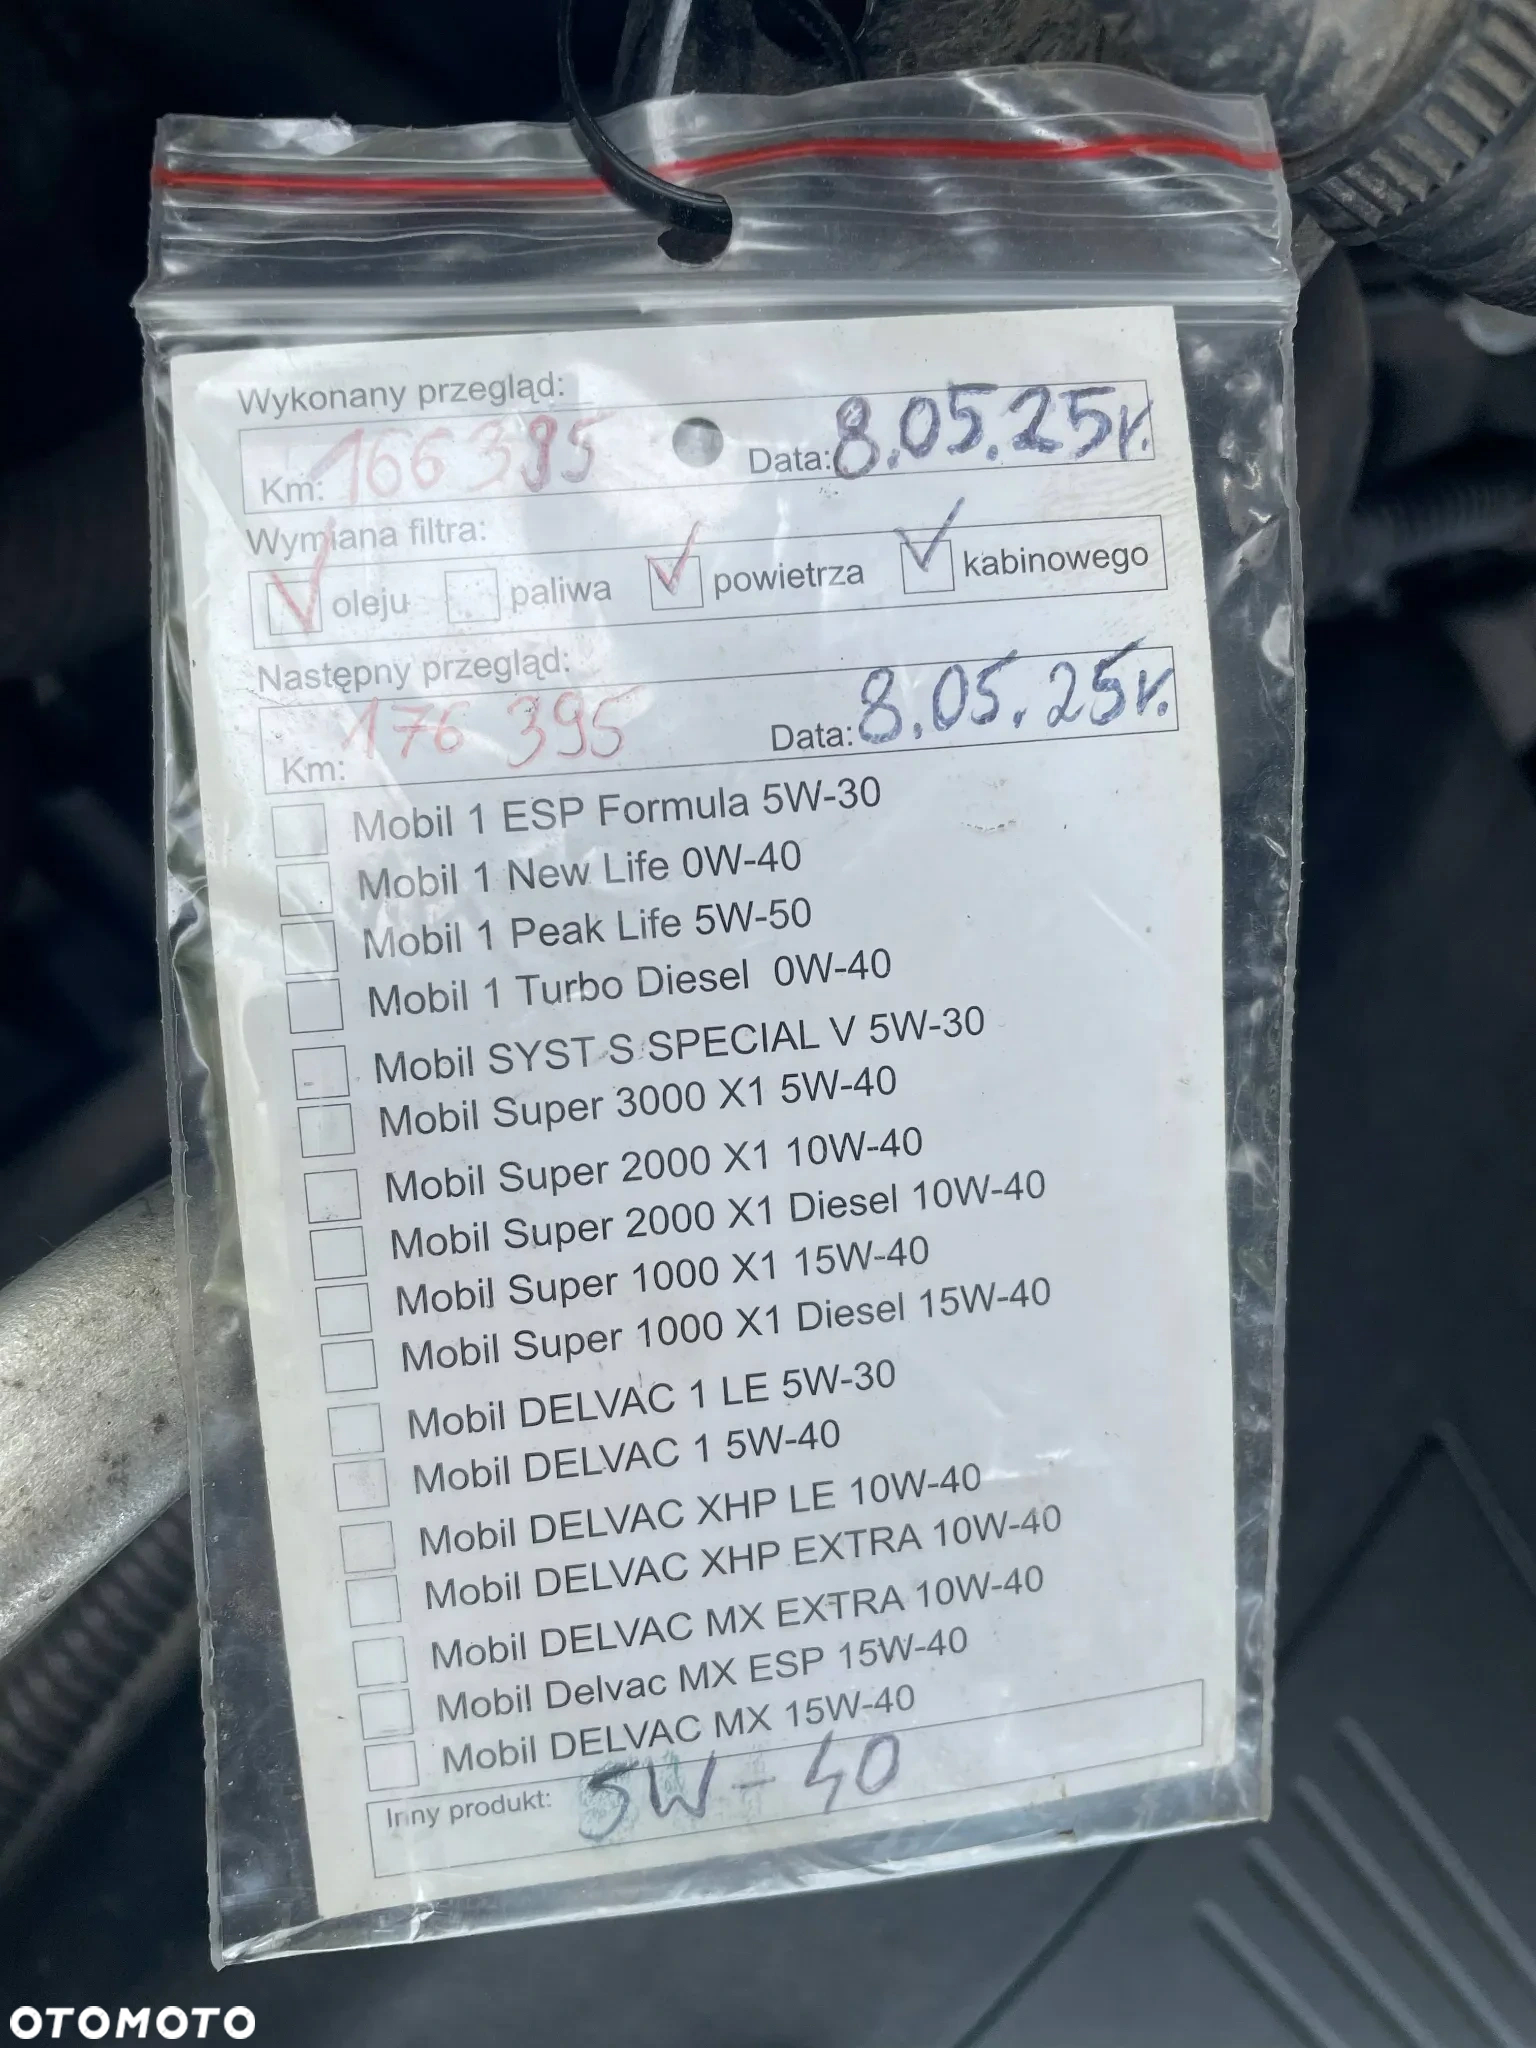 Wykonany przegląd:
Km: 166 395 Data: 8.05.25r.
Wymiana filtra:
oleju paliwa powietrza kabinowego
Następny przegląd:
Km: 176 395 Data: 8.05.25r.
Mobil 1 ESP Formula 5W-30
Mobil 1 New Life 0W-40
Mobil 1 Peak Life 5W-50
Mobil 1 Turbo Diesel 0W-40
Mobil SYST S SPECIAL V 5W-30
Mobil Super 3000 X1 5W-40
Mobil Super 2000 X1 10W-40
Mobil Super 2000 X1 Diesel 10W-40
Mobil Super 1000 X1 15W-40
Mobil Super 1000 X1 Diesel 15W-40
Mobil DELVAC 1 LE 5W-30
Mobil DELVAC 1 5W-40
Mobil DELVAC XHP LE 10W-40
Mobil DELVAC XHP EXTRA 10W-40
Mobil DELVAC MX EXTRA 10W-40
Mobil Delvac MX ESP 15W-40
Mobil DELVAC MX 15W-40
Inny produkt: 5W-40
OTOMOTO